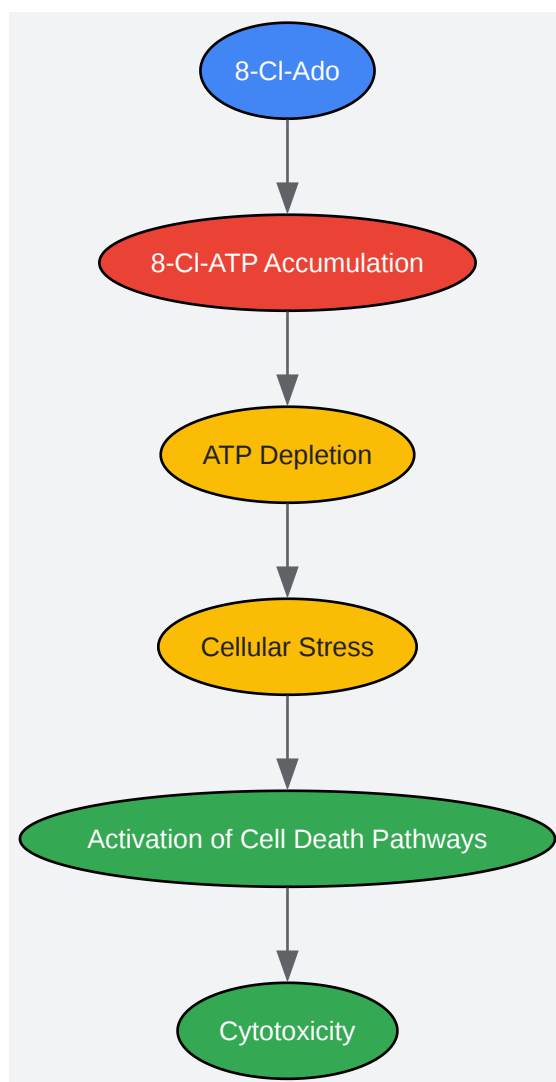 8-Cl-Ado
8-Cl-ATP Accumulation
ATP Depletion
Cellular Stress
Activation of Cell Death Pathways
Cytotoxicity